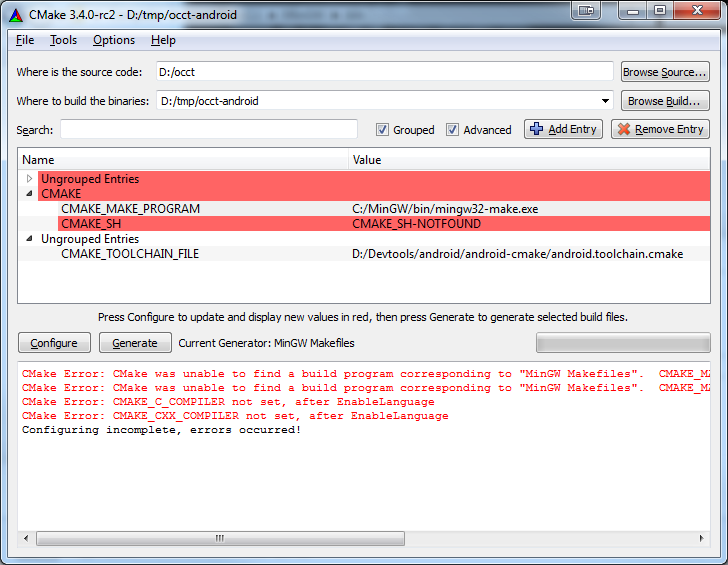 CMake 3.4.0-rc2 - D:/tmp/occt-android
File Tools Options Help
Where is the source code: D:/occt Browse Source...
Where to build the binaries: D:/tmp/occt-android Browse Build...
Search: Grouped Advanced Add Entry Remove Entry
Name Value
Ungrouped Entries
CMAKE
CMAKE_MAKE_PROGRAM C:/MinGW/bin/mingw32-make.exe
CMAKE_SH CMAKE_SH-NOTFOUND
Ungrouped Entries
CMAKE_TOOLCHAIN_FILE D:/Devtools/android/android-cmake/android.toolchain.cmake
Press Configure to update and display new values in red, then press Generate to generate selected build files.
Configure Generate Current Generator: MinGW Makefiles
CMake Error: CMake was unable to find a build program corresponding to "MinGW Makefiles".  CMAKE_MA
CMake Error: CMake was unable to find a build program corresponding to "MinGW Makefiles".  CMAKE_MA
CMake Error: CMAKE_C_COMPILER not set, after EnableLanguage
CMake Error: CMAKE_CXX_COMPILER not set, after EnableLanguage
Configuring incomplete, errors occurred!